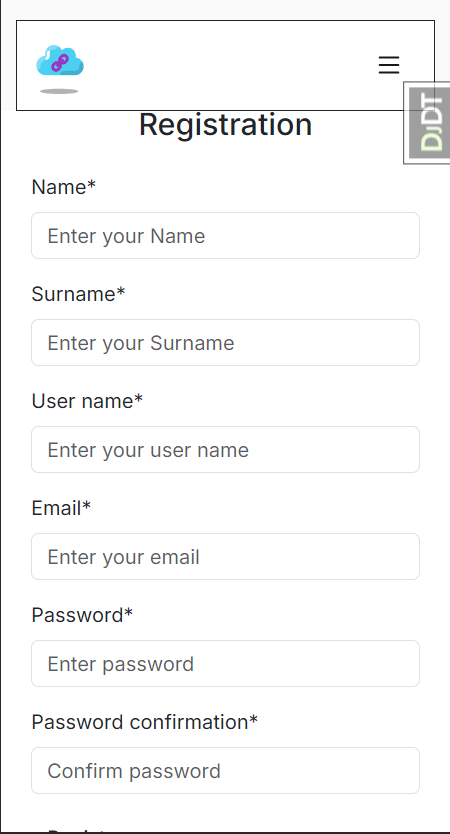 DJDT
Registration
Name*
Enter your Name
Surname*
Enter your Surname
User name*
Enter your user name
Email*
Enter your email
Password*
Enter password
Password confirmation*
Confirm password